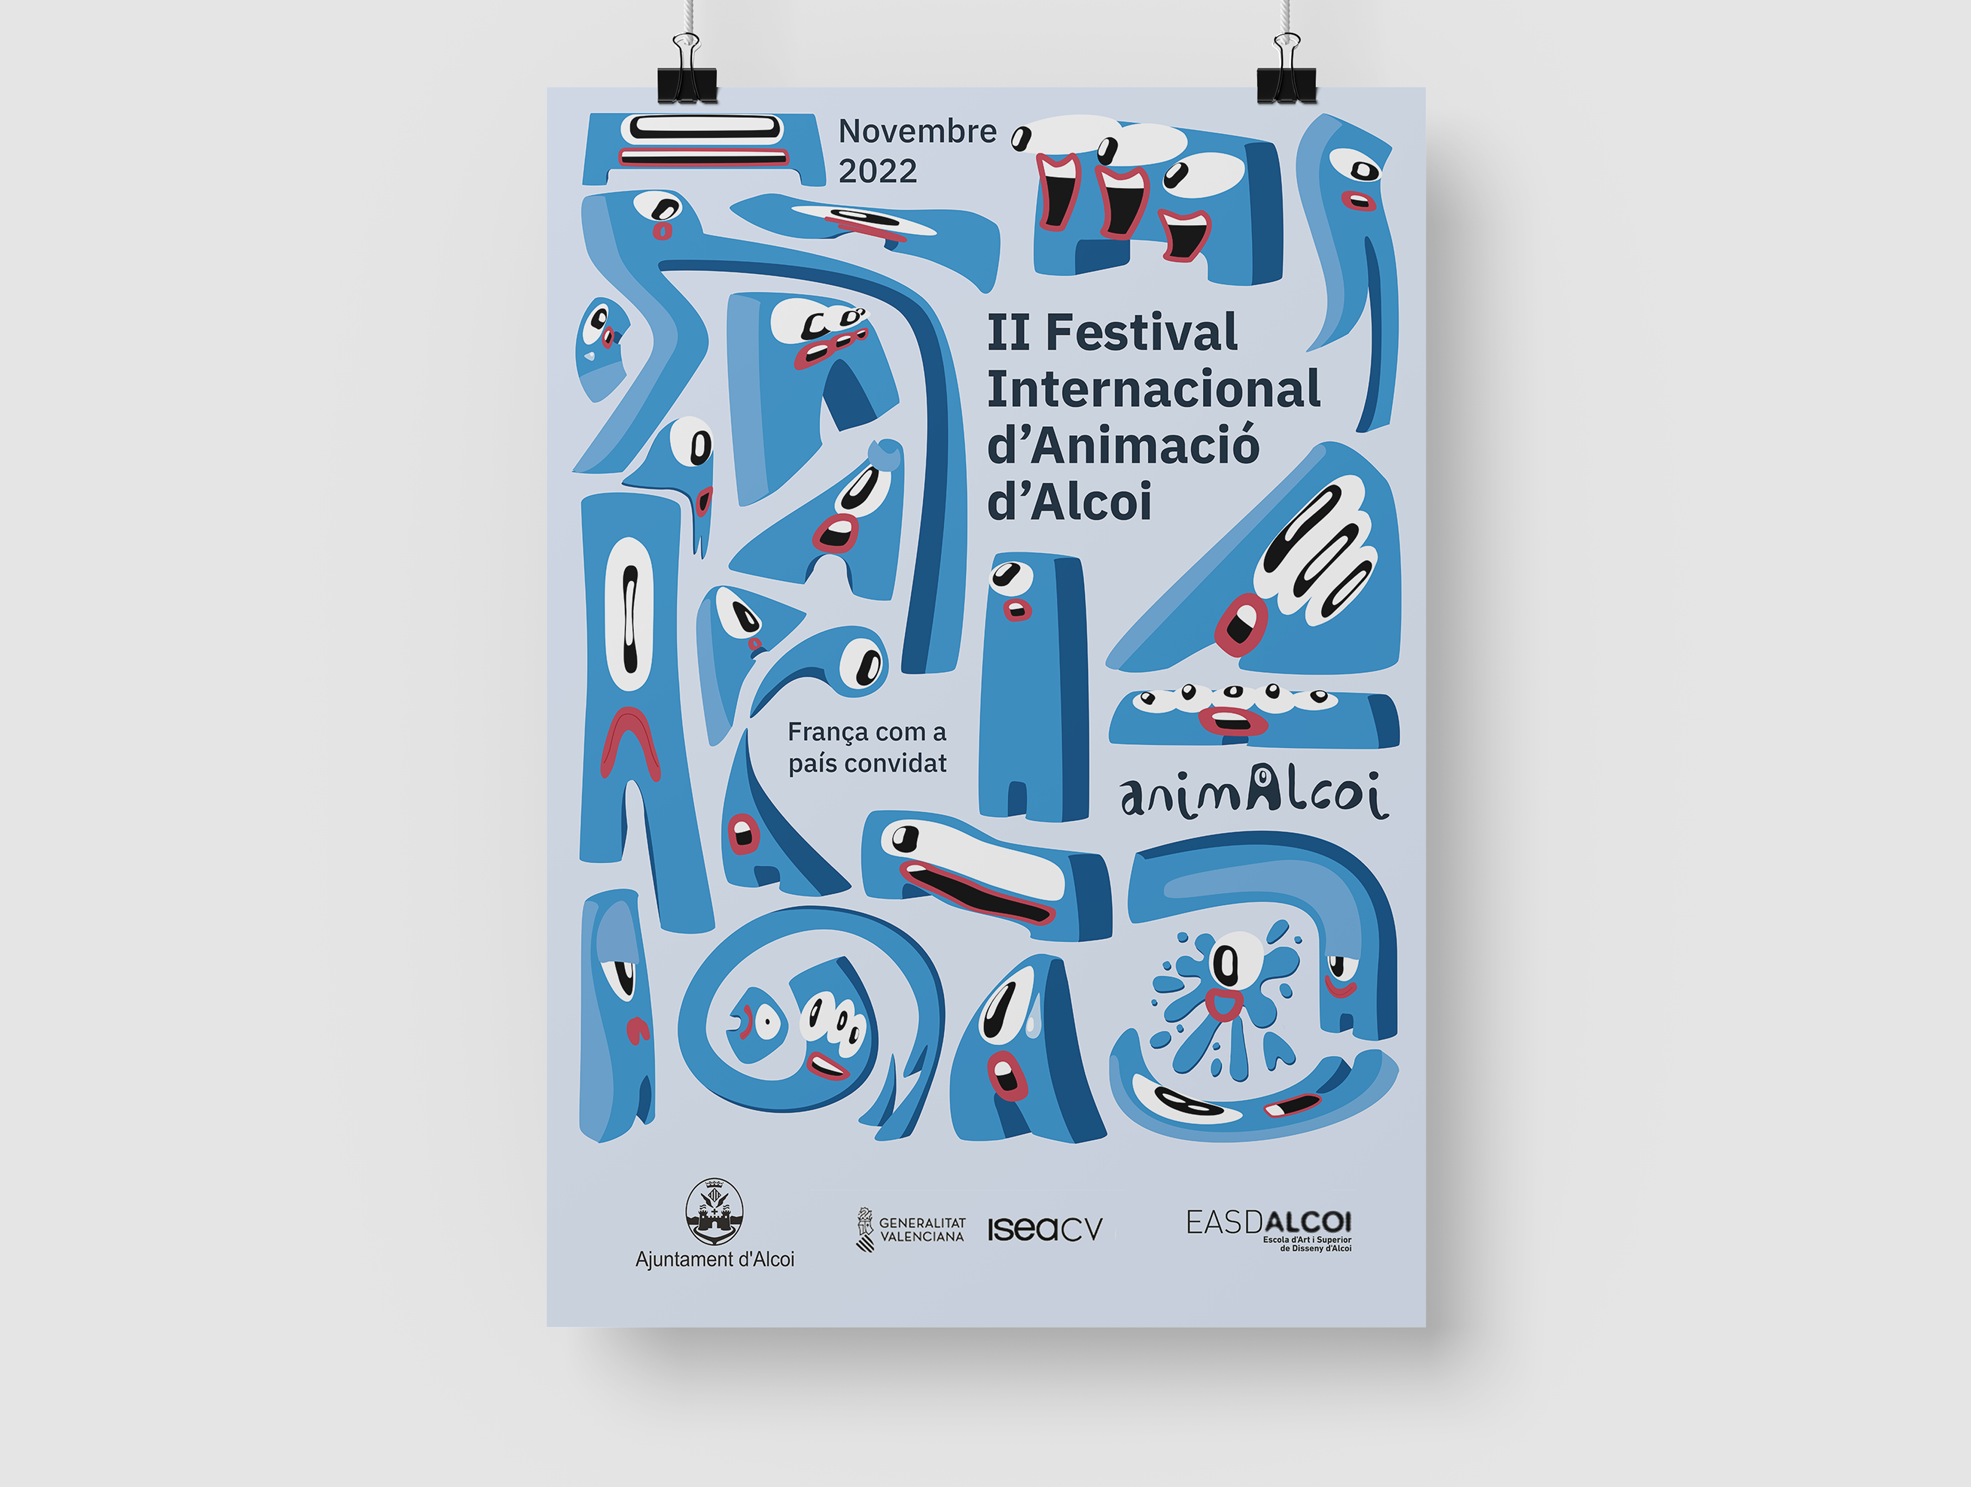 Novembre
2022
II Festival
Internacional
d’Animació
d’Alcoi
França com a
país convidat
animAlcoi
Ajuntament d'Alcoi
GENERALITAT
VALENCIANA
ISeaCV
EASDALCOI
Escola d'Art i Superior
de Disseny d'Alcoi